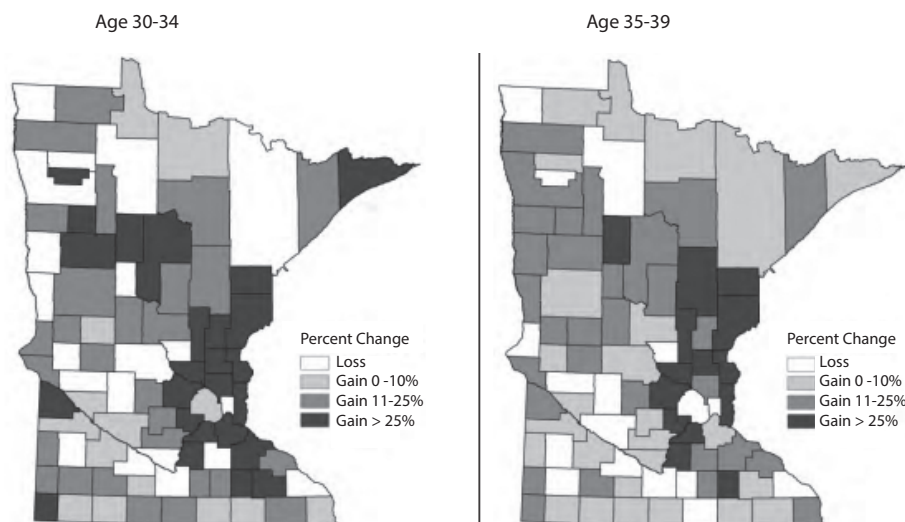 Age 30-34
Age 35-39
Percent Change
Loss
Gain 0 -10%
Gain 11-25%
Gain > 25%
Percent Change
Loss
Gain 0 -10%
Gain 11-25%
Gain > 25%